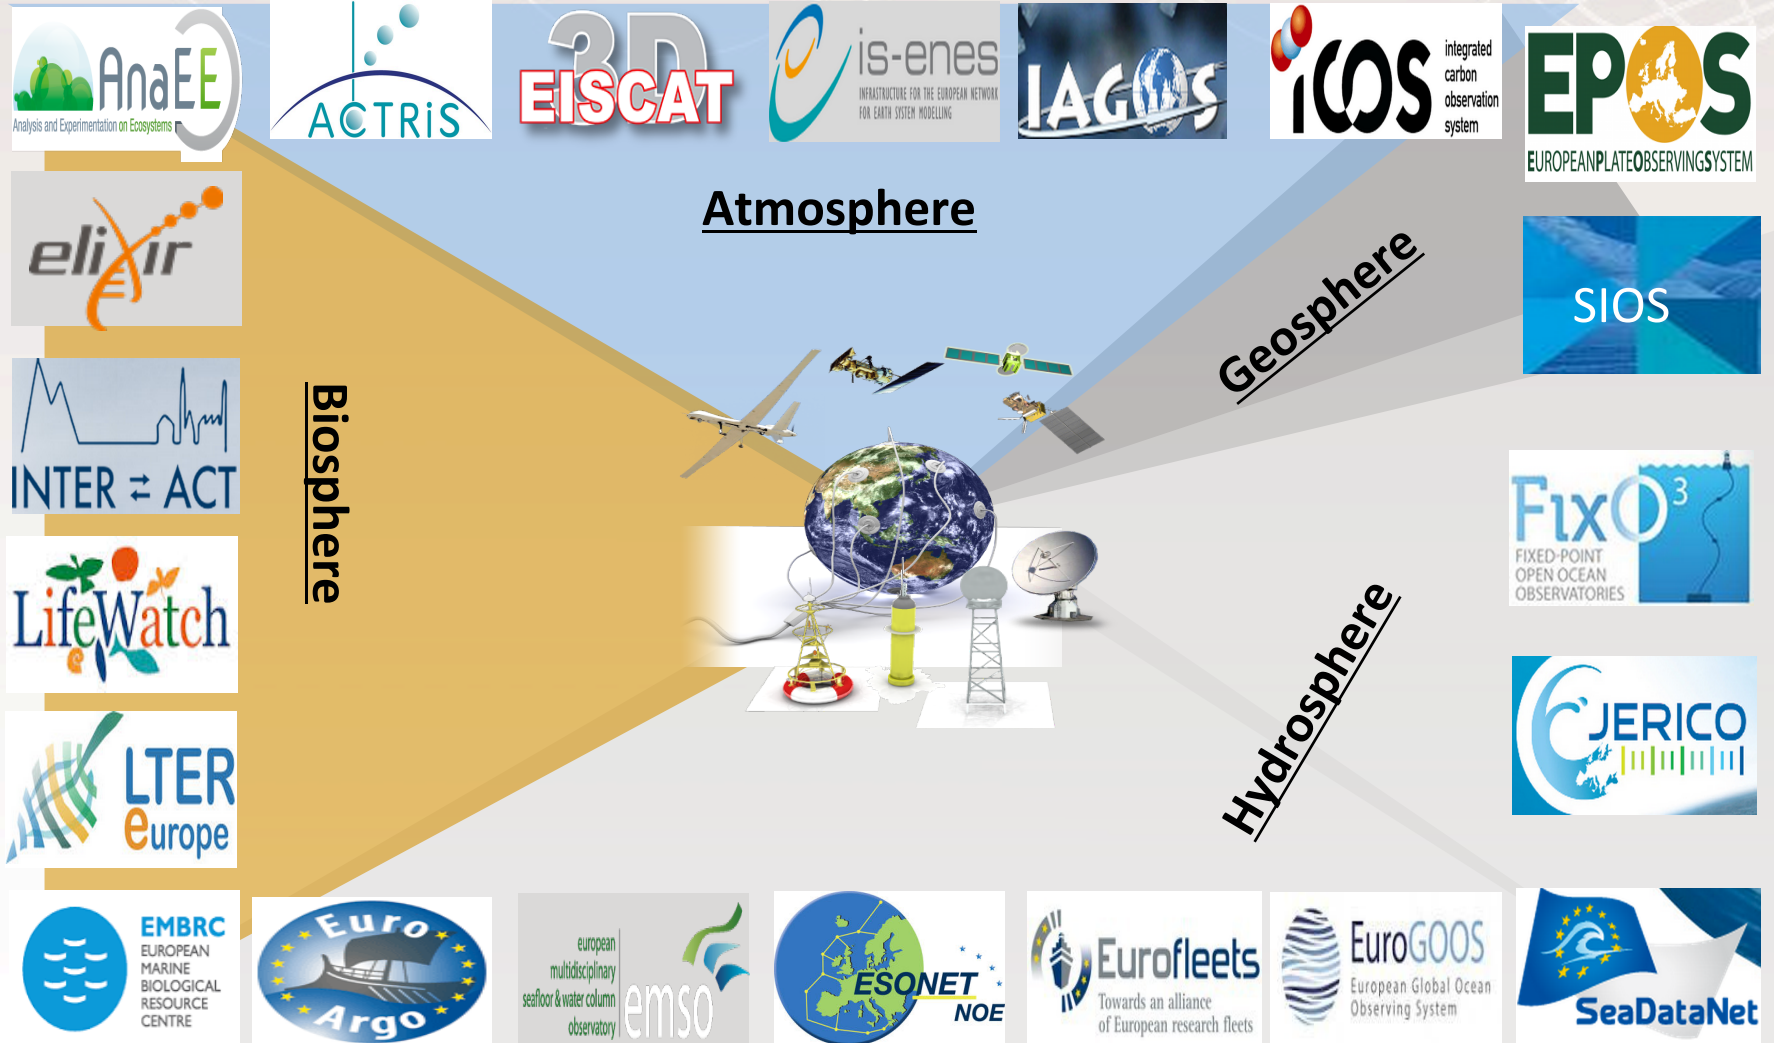 AnaEE
Analysis and Experimentation on Ecosystems
ACTRiS
3D
EISCAT
is-enes
INFRASTRUCTURE FOR THE EUROPEAN NETWORK
FOR EARTH SYSTEM MODELLING
IAGOS
iCOS
integrated
carbon
observation
system
EPOS
EUROPEANPLATEOBSERVINGSYSTEM
Atmosphere
elixir
Geosphere
SIOS
INTER ⇄ ACT
Biosphere
FixO3
FIXED-POINT
OPEN OCEAN
OBSERVATORIES
LifeWatch
Hydrosphere
JERICO
LTER
europe
EMBRC
EUROPEAN
MARINE
BIOLOGICAL
RESOURCE
CENTRE
Euro
Argo
european
multidisciplinary
seafloor & water column
observatory
emso
ESONET
NOE
Eurofleets
Towards an alliance
of European research fleets
EuroGOOS
European Global Ocean
Observing System
SeaDataNet